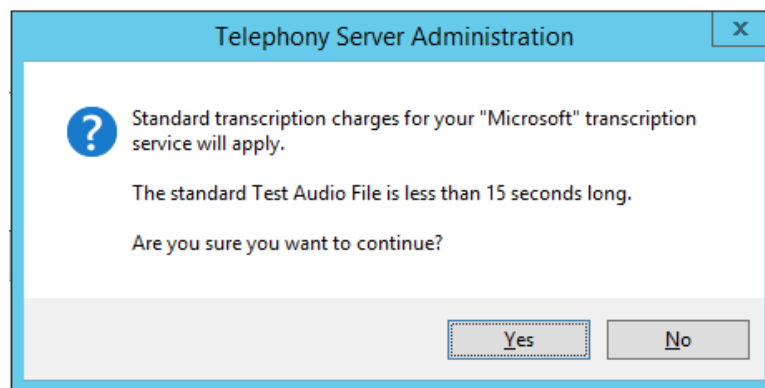 Telephony Server Administration
x
?
Standard transcription charges for your "Microsoft" transcription
service will apply.
The standard Test Audio File is less than 15 seconds long.
Are you sure you want to continue?
Yes
No